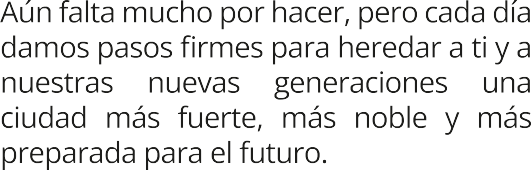 Aún falta mucho por hacer, pero cada día
damos pasos firmes para heredar a ti y a
nuestras nuevas generaciones una
ciudad más fuerte, más noble y más
preparada para el futuro.